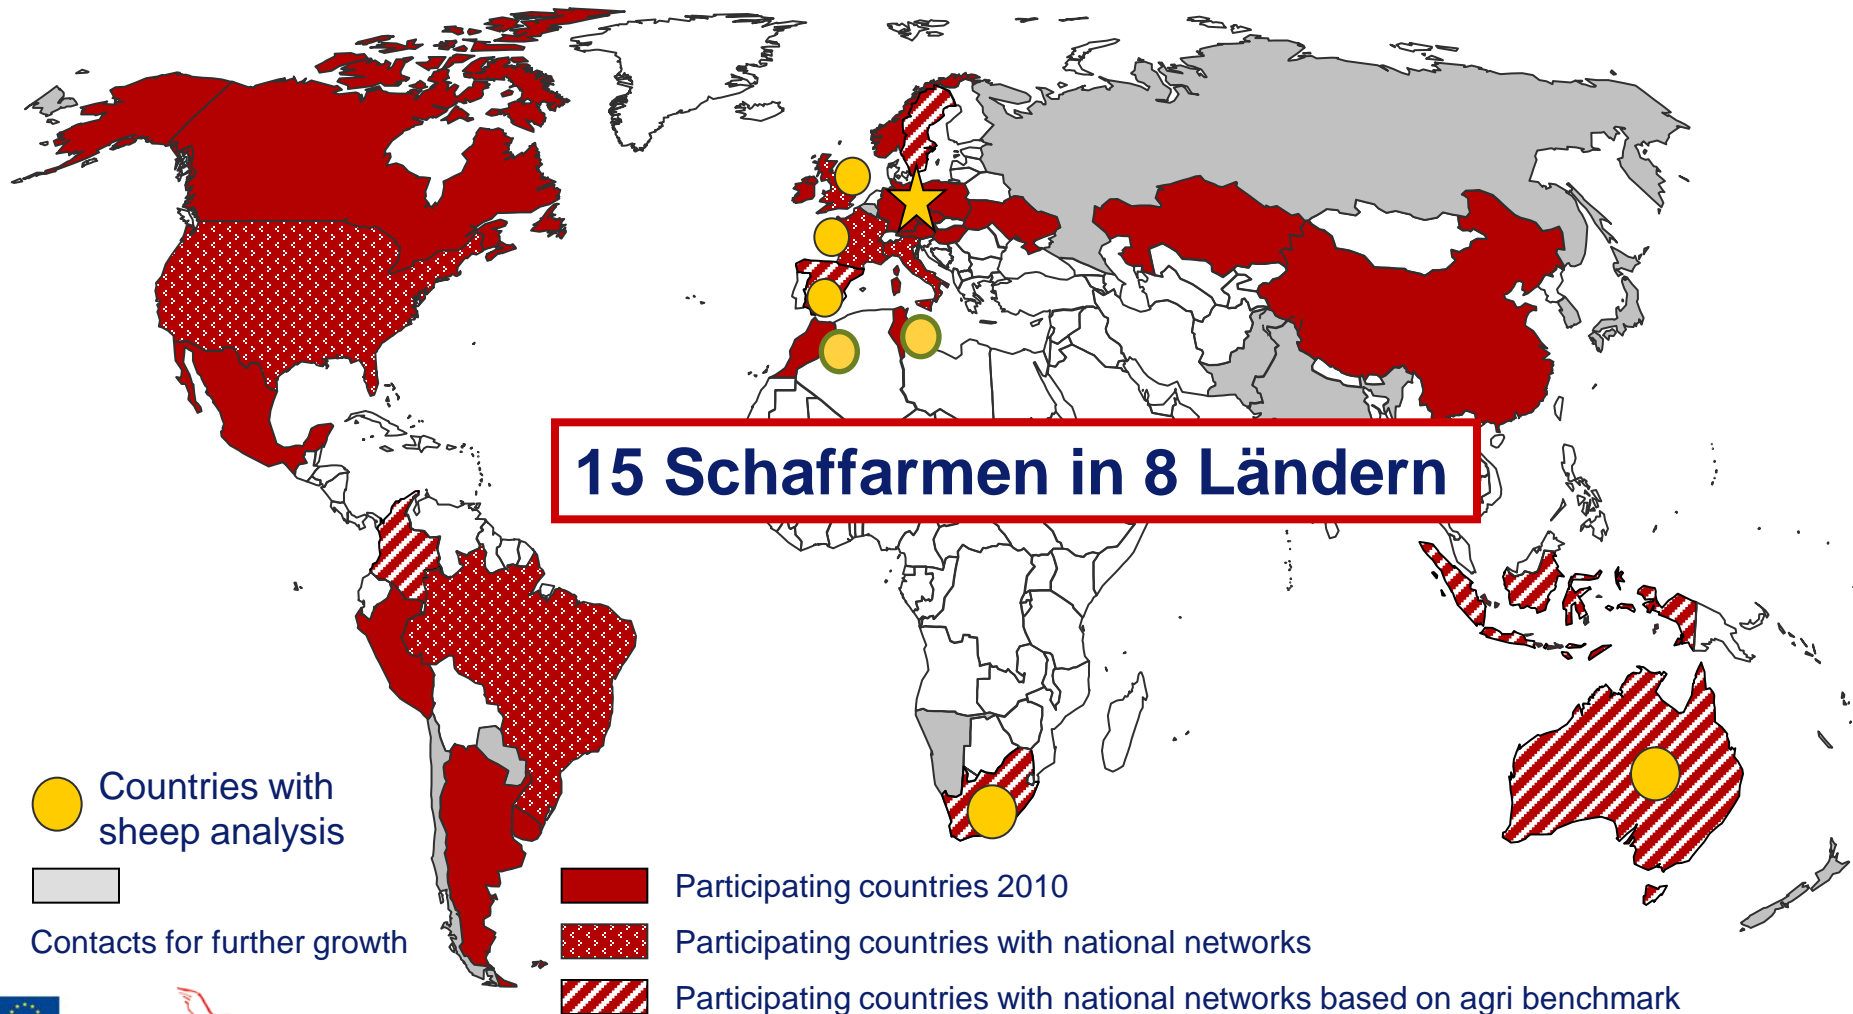 15 Schaffarmen in 8 Ländern
Countries with
sheep analysis
Contacts for further growth
Participating countries 2010
Participating countries with national networks
Participating countries with national networks based on agri benchmark